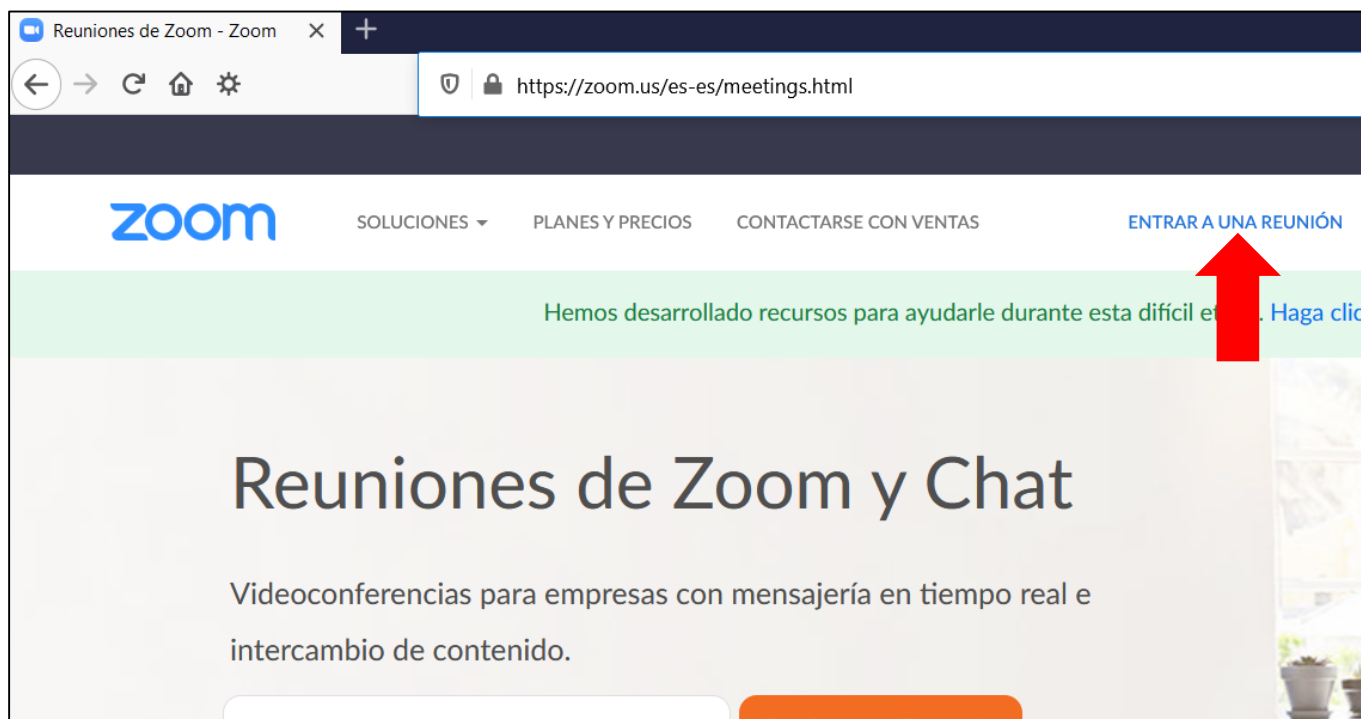 Reuniones de Zoom - Zoom
https://zoom.us/es-es/meetings.html
zoom SOLUCIONES PLANES Y PRECIOS CONTACTARSE CON VENTAS ENTRAR A UNA REUNIÓN
Hemos desarrollado recursos para ayudarle durante esta difícil et . Haga clic
Reuniones de Zoom y Chat
Videoconferencias para empresas con mensajería en tiempo real e
intercambio de contenido.